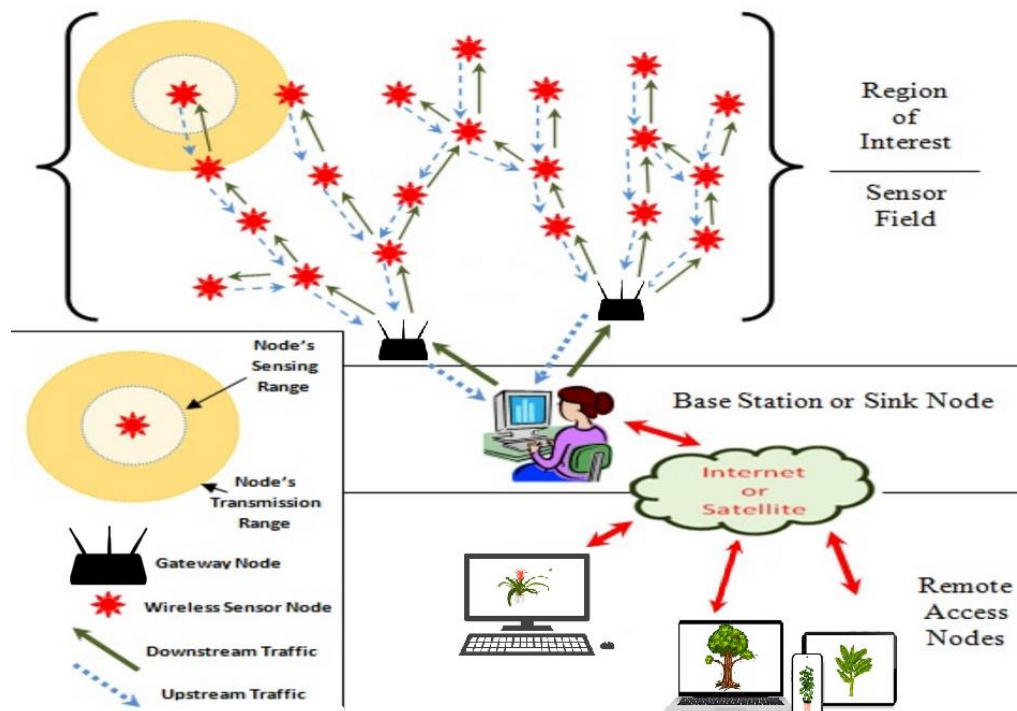 Region
of
Interest
Sensor
Field
Node's
Sensing
Range
Node's
Transmission
Range
Gateway Node
Wireless Sensor Node
Downstream Traffic
Upstream Traffic
Base Station or Sink Node
Internet
or
Satellite
Remote
Access
Nodes